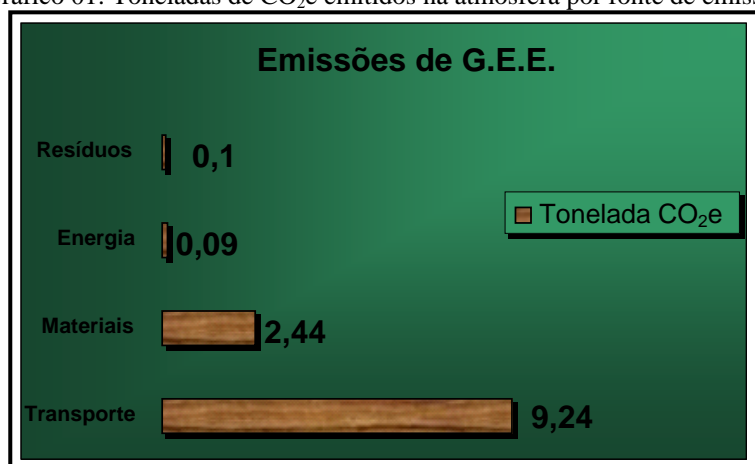 01: Toneladas de CO₂e emitidos na atmosfera por fonte de
Emissões de G.E.E.
Resíduos 0,1
Energia 0,09
Tonelada CO₂e
Materiais 2,44
Transporte 9,24